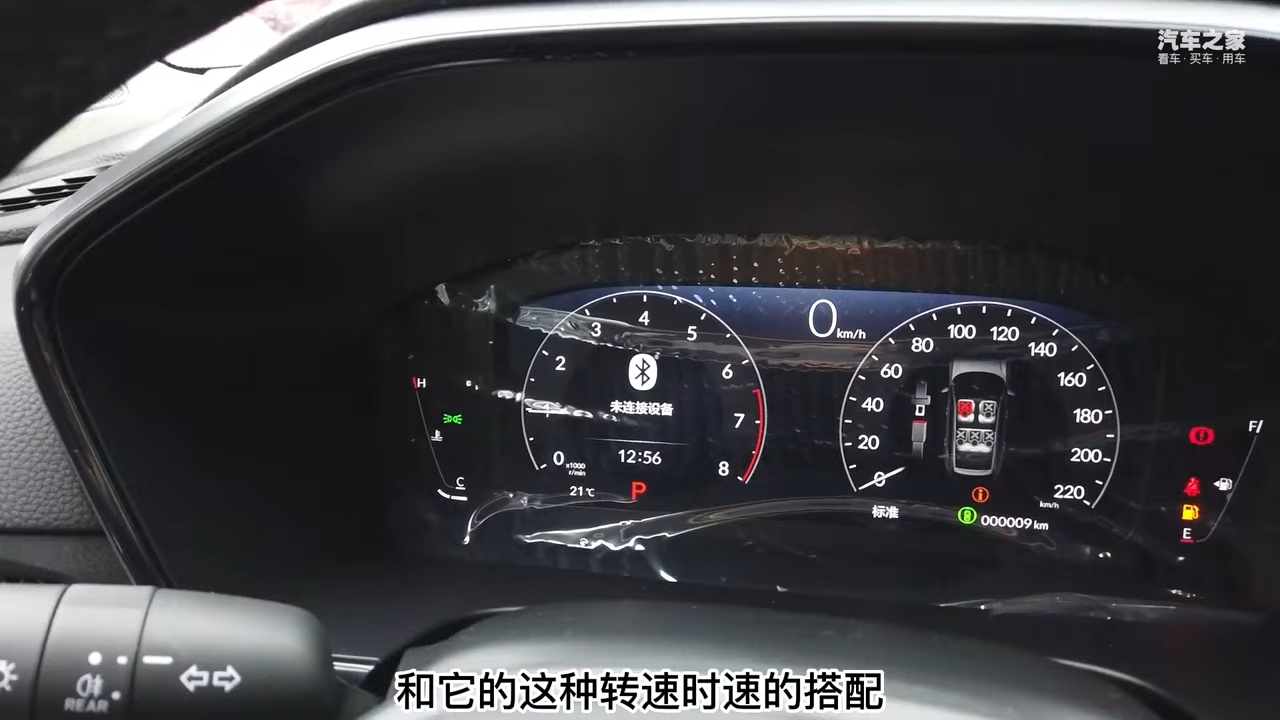 汽车之家
看车·买车·用车
0 km/h
0 1 2 3 4 5 6 7 8
x1000
r/min
未连接设备
12:56
21℃
P
H
C
0 20 40 60 80 100 120 140 160 180 200 220
km/h
标准
000009 km
F
E
REAR
和它的这种转速时速的搭配